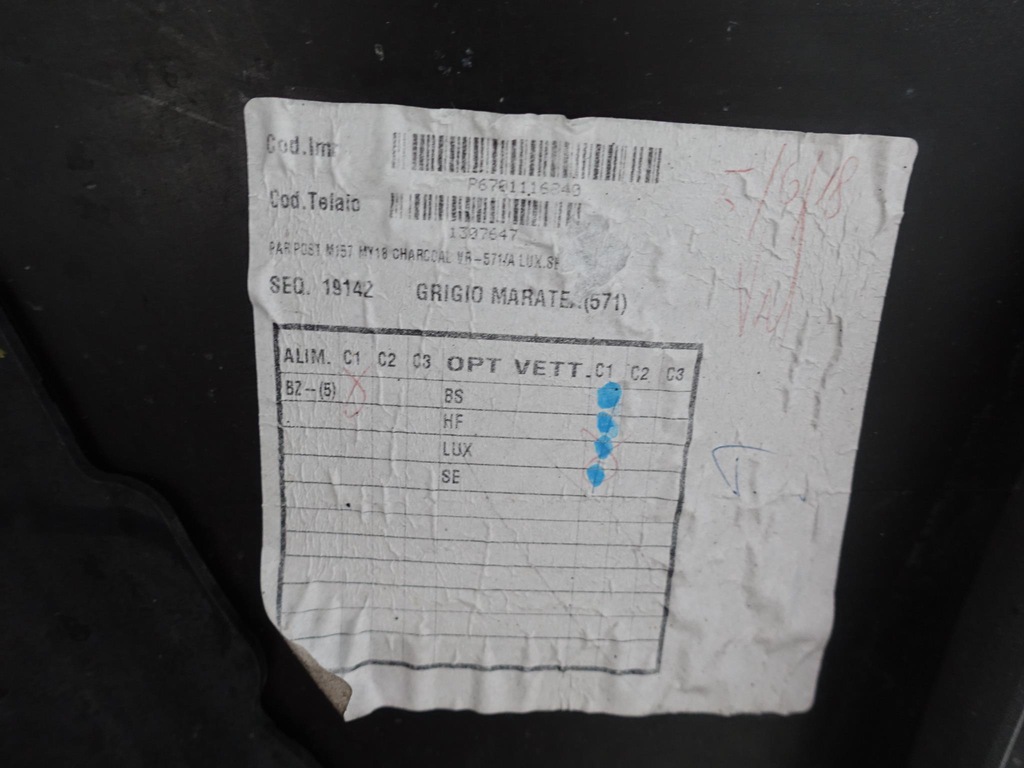 Cod.Imp
P6701116240
Cod.Telaio
1307647
PAR POST M157 MY18 CHARCOAL VR-571/A LUX.SE
SEQ. 19142 GRIGIO MARATE..(571)
ALIM. C1 C2 C3 OPT VETT. C1 C2 C3
BZ-(5) BS
HF
LUX
SE